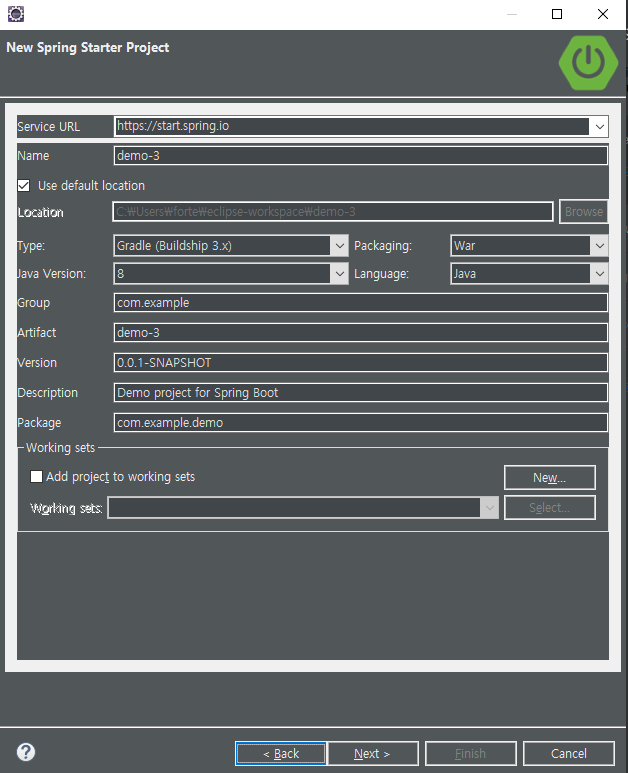 New Spring Starter Project
Service URL https://start.spring.io
Name demo-3
Use default location
Location C:₩Users₩forte₩eclipse-workspace₩demo-3 Browse
Type: Gradle (Buildship 3.x) Packaging: War
Java Version: 8 Language: Java
Group com.example
Artifact demo-3
Version 0.0.1-SNAPSHOT
Description Demo project for Spring Boot
Package com.example.demo
Working sets
Add project to working sets New...
Working sets: Select...
? < Back Next > Finish Cancel